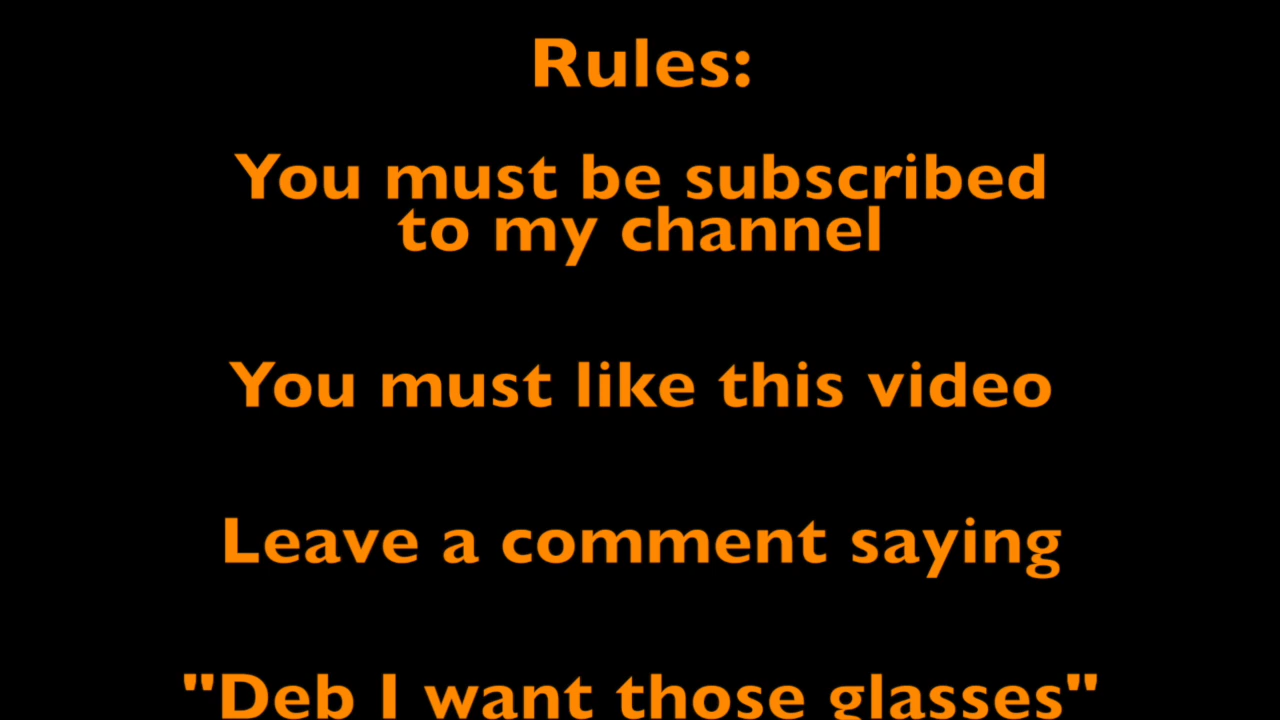 Rules:
You must be subscribed
to my channel
You must like this video
Leave a comment saying
"Deb I want those glasses"